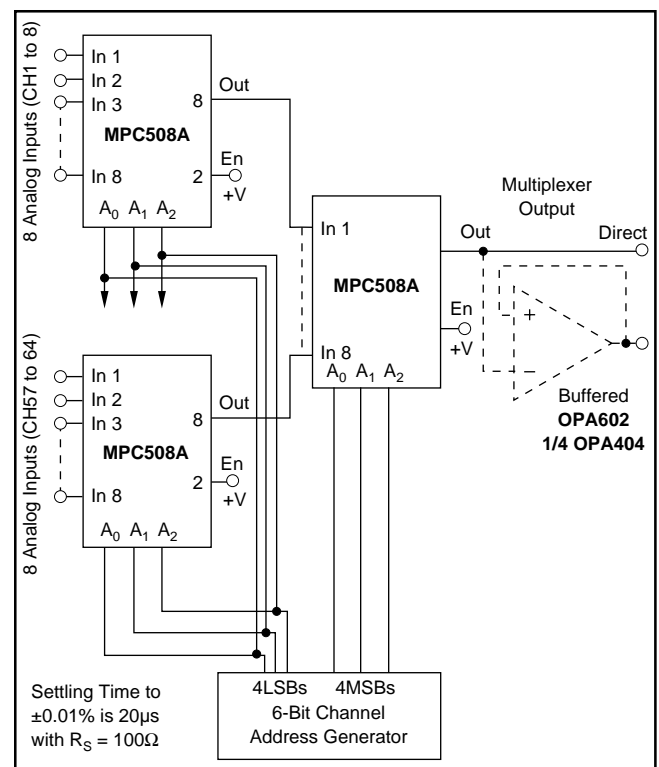 8 Analog Inputs (CH1 to 8)
In 1
In 2
In 3
In 8
Out
8
MPC508A
En
2
+V
A0 A1 A2
In 1
In 8
MPC508A
A0 A1 A2
En
+V
Multiplexer
Output
Out
Direct
+
–
Buffered
OPA602
1/4 OPA404
8 Analog Inputs (CH57 to 64)
In 1
In 2
In 3
In 8
Out
8
MPC508A
En
2
+V
A0 A1 A2
Settling Time to
±0.01% is 20µs
with RS = 100Ω
4LSBs 4MSBs
6-Bit Channel
Address Generator